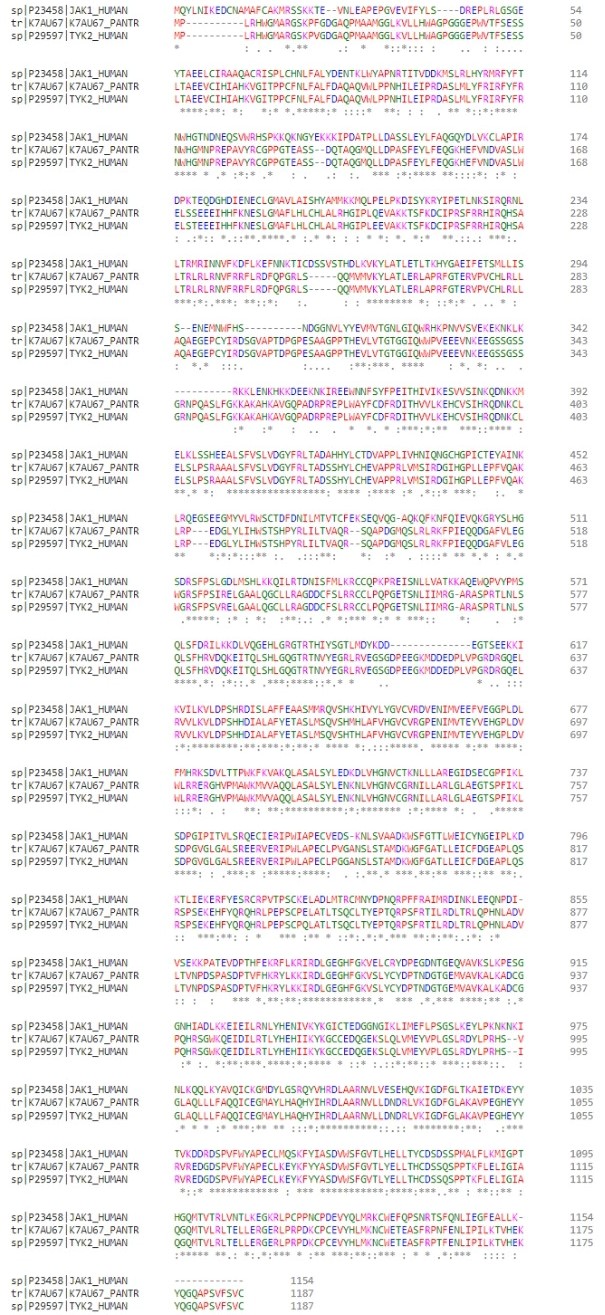 sp|P23458|JAK1_HUMAN MQYLNIKEDCNAMAFCAKMRSSKKTE--VNLEAPEPGVEVIFYLS---DREPLRLGSGE 54
tr|K7AU67|K7AU67_PANTR MP----------LRHWGMARGSKPFGDGAQPMAAMGGLKVLLHWAGPGGGEPWVTFSESS 50
sp|P29597|TYK2_HUMAN MP----------LRHWGMARGSKPVGDGAQPMAAMGGLKVLLHWAGPGGGEPWVTFSESS 50
sp|P23458|JAK1_HUMAN YTAEELCIRAAQACRISPLCHNLFALYDENTKLWYAPNRTITVDDKMSLRLHYRMRFYFT 114
tr|K7AU67|K7AU67_PANTR LTAEEVCIHIAHKVGITPPCFNLFALFDAQAQVWLPPNHILEIPRDASLMLYFRIRFYFR 110
sp|P29597|TYK2_HUMAN LTAEEVCIHIAHKVGITPPCFNLFALFDAQAQVWLPPNHILEIPRDASLMLYFRIRFYFR 110
sp|P23458|JAK1_HUMAN NWHGTNDNEQSVWRHSPKKQKNGYEKKKIPDATPLLDASSLEYLFAQGQYDLVKCLAPIR 174
tr|K7AU67|K7AU67_PANTR NWHGMNPREPAVYRCGPPGTEASS--DQTAQGMQLLDPASFEYLFEQGKHEFVNDVASLW 168
sp|P29597|TYK2_HUMAN NWHGMNPREPAVYRCGPPGTEASS--DQTAQGMQLLDPASFEYLFEQGKHEFVNDVASLW 168
sp|P23458|JAK1_HUMAN DPKTEQDGHDIENECLGMAVLAISHYAMMKKMQLPELPKDISYKRYIPETLNKSIRQRNL 234
tr|K7AU67|K7AU67_PANTR ELSSEEEIHHFKNESLGMAFLHLCHLALRHGIPLQEVAKKTSFKDCIPRSFRRHIRQHSA 228
sp|P29597|TYK2_HUMAN ELSTEEEIHHFKNESLGMAFLHLCHLALRHGIPLEEVAKKTSFKDCIPRSFRRHIRQHSA 228
sp|P23458|JAK1_HUMAN LTRMRINNVFKDFLKEFNNKTICDSSVSTHDLKVKYLATLETLTKHYGAEIFETSMLLIS 294
tr|K7AU67|K7AU67_PANTR LTRLRLRNVFRRFLRDFQPGRLS-----QQMVMVKYLATLERLAPRFGTERVPVCHLRLL 283
sp|P29597|TYK2_HUMAN LTRLRLRNVFRRFLRDFQPGRLS-----QQMVMVKYLATLERLAPRFGTERVPVCHLRLL 283
sp|P23458|JAK1_HUMAN S--ENEMNWFHS----------NDGGNVLYYEVMVTGNLGIQWRHKPNVVSVEKEKNKLK 342
tr|K7AU67|K7AU67_PANTR AQAEGEPCYIRDSGVAPTDPGPESAAGPPTHEVLVTGTGGIQWWPVEEEVNKEEGSSGSS 343
sp|P29597|TYK2_HUMAN AQAEGEPCYIRDSGVAPTDPGPESAAGPPTHEVLVTGTGGIQWWPVEEEVNKEEGSSGSS 343
sp|P23458|JAK1_HUMAN ----------RKKLENKHKKDEEKNKIREEWNNFSYFPEITHIVIKESVVSINKQDNKKM 392
tr|K7AU67|K7AU67_PANTR GRNPQASLFGKKAKAHKAVGQPADRPREPLWAYFCDFRDITHVVLKEHCVSIHRQDNKCL 403
sp|P29597|TYK2_HUMAN GRNPQASLFGKKAKAHKAVGQPADRPREPLWAYFCDFRDITHVVLKEHCVSIHRQDNKCL 403
sp|P23458|JAK1_HUMAN ELKLSSHEEALSFVSLVDGYFRLTADAHHYLCTDVAPPLIVHNIQNGCHGPICTEYAINK 452
tr|K7AU67|K7AU67_PANTR ELSLPSRAAALSFVSLVDGYFRLTADSSHYLCHEVAPPRLVMSIRDGIHGPLLEPFVQAK 463
sp|P29597|TYK2_HUMAN ELSLPSRAAALSFVSLVDGYFRLTADSSHYLCHEVAPPRLVMSIRDGIHGPLLEPFVQAK 463
sp|P23458|JAK1_HUMAN LRQEGSEEGMYVLRWSCTDFDNILMTVTCFEKSEQVQG-AQKQFKNFQIEVQKGRYSLHG 511
tr|K7AU67|K7AU67_PANTR LRP---EDGLYLIHWSTSHPYRLILTVAQR--SQAPDGMQSLRLRKFPIEQQDGAFVLEG 518
sp|P29597|TYK2_HUMAN LRP---EDGLYLIHWSTSHPYRLILTVAQR--SQAPDGMQSLRLRKFPIEQQDGAFVLEG 518
sp|P23458|JAK1_HUMAN SDRSFPSLGDLMSHLKKQILRTDNISFMLKRCCQPKPREISNLLVATKKAQEWQPVYPMS 571
tr|K7AU67|K7AU67_PANTR WGRSFPSIRELGAALQGCLLRAGDDCFSLRRCCLPQPGETSNLIIMRG-ARASPRTLNLS 577
sp|P29597|TYK2_HUMAN WGRSFPSVRELGAALQGCLLRAGDDCFSLRRCCLPQPGETSNLIIMRG-ARASPRTLNLS 577
sp|P23458|JAK1_HUMAN QLSFDRILKKDLVQGEHLGRGTRTHIYSGTLMDYKDD--------------EGTSEEKKI 617
tr|K7AU67|K7AU67_PANTR QLSFHRVDQKEITQLSHLGQGTRTNVYEGRLRVEGSGDPEEGKMDDEDPLVPGRDRGQEL 637
sp|P29597|TYK2_HUMAN QLSFHRVDQKEITQLSHLGQGTRTNVYEGRLRVEGSGDPEEGKMDDEDPLVPGRDRGQEL 637
sp|P23458|JAK1_HUMAN KVILKVLDPSHRDISLAFFEAASMMRQVSHKHIVYLYGVCVRDVENIMVEEFVEGGPLDL 677
tr|K7AU67|K7AU67_PANTR RVVLKVLDPSHHDIALAFYETASLMSQVSHMHLAFVHGVCVRGPENIMVTEYVEHGPLDV 697
sp|P29597|TYK2_HUMAN RVVLKVLDPSHHDIALAFYETASLMSQVSHTHLAFVHGVCVRGPENIMVTEYVEHGPLDV 697
sp|P23458|JAK1_HUMAN FMHRKSDVLTTPWKFKVAKQLASALSYLEDKDLVHGNVCTKNLLLAREGIDSECGPFIKL 737
tr|K7AU67|K7AU67_PANTR WLRRERGHVPMAWKMVVAQQLASALSYLENKNLVHGNVCGRNILLARLGLAEGTSPFIKL 757
sp|P29597|TYK2_HUMAN WLRRERGHVPMAWKMVVAQQLASALSYLENKNLVHGNVCGRNILLARLGLAEGTSPFIKL 757
sp|P23458|JAK1_HUMAN SDPGIPITVLSRQECIERIPWIAPECVEDS-KNLSVAADKWSFGTTLWEICYNGEIPLKD 796
tr|K7AU67|K7AU67_PANTR SDPGVGLGALSREERVERIPWLAPECLPVGANSLSTAMDKWGFGATLLEICFDGEAPLQS 817
sp|P29597|TYK2_HUMAN SDPGVGLGALSREERVERIPWLAPECLPGGANSLSTAMDKWGFGATLLEICFDGEAPLQS 817
sp|P23458|JAK1_HUMAN KTLIEKERFYESRCRPVTPSCKELADLMTRCMNYDPNQRPFFRAIMRDINKLEEQNPDI- 855
tr|K7AU67|K7AU67_PANTR RSPSEKEHFYQRQHRLPEPSCPELATLTSQCLTYEPTQRPSFRTILRDLTRLQPHNLADV 877
sp|P29597|TYK2_HUMAN RSPSEKEHFYQRQHRLPEPSCPQLATLTSQCLTYEPTQRPSFRTILRDLTRLQPHNLADV 877
sp|P23458|JAK1_HUMAN VSEKKPATEVDPTHFEKRFLKRIRDLGEGHFGKVELCRYDPEGDNTGEQVAVKSLKPESG 915
tr|K7AU67|K7AU67_PANTR LTVNPDSPASDPTVFHKRYLKKIRDLGEGHFGKVSLYCYDPTNDGTGEMVAVKALKADCG 937
sp|P29597|TYK2_HUMAN LTVNPDSPASDPTVFHKRYLKKIRDLGEGHFGKVSLYCYDPTNDGTGEMVAVKALKADCG 937
sp|P23458|JAK1_HUMAN GNHIADLKKEIEILRNLYHENIVKYKGICTEDGGNGIKLIMEFLPSGSLKEYLPKNKNKI 975
tr|K7AU67|K7AU67_PANTR PQHRSGWKQEIDILRTLYHEHIIKYKGCCEDQGEKSLQLVMEYVPLGSLRDYLPRHS--V 995
sp|P29597|TYK2_HUMAN PQHRSGWKQEIDILRTLYHEHIIKYKGCCEDQGEKSLQLVMEYVPLGSLRDYLPRHS--I 995
sp|P23458|JAK1_HUMAN NLKQQLKYAVQICKGMDYLGSRQYVHRDLAARNVLVESEHQVKIGDFGLTKAIETDKEYY 1035
tr|K7AU67|K7AU67_PANTR GLAQLLLFAQQICEGMAYLHAQHYIHRDLAARNVLLDNDRLVKIGDFGLAKAVPEGHEYY 1055
sp|P29597|TYK2_HUMAN GLAQLLLFAQQICEGMAYLHAQHYIHRDLAARNVLLDNDRLVKIGDFGLAKAVPEGHEYY 1055
sp|P23458|JAK1_HUMAN TVKDDRDSPVFWYAPECLMQSKFYIASDVWSFGVTLHELLTYCDSDSSPMALFLKMIGPT 1095
tr|K7AU67|K7AU67_PANTR RVREDGDSPVFWYAPECLKEYKFYYASDVWSFGVTLYELLTHCDSSQSPPTKFLELIGIA 1115
sp|P29597|TYK2_HUMAN RVREDGDSPVFWYAPECLKEYKFYYASDVWSFGVTLYELLTHCDSSQSPPTKFLELIGIA 1115
sp|P23458|JAK1_HUMAN HGQMTVTRLVNTLKEGKRLPCPPNCPDEVYQLMRKCWEFQPSNRTSFQNLIEGFEALLK- 1154
tr|K7AU67|K7AU67_PANTR QGQMTVLRLTELLERGERLPRPDKCPCEVYHLMKNCWETEASFRPNFENLIPILKTVHEK 1175
sp|P29597|TYK2_HUMAN QGQMTVLRLTELLERGERLPRPDKCPCEVYHLMKNCWETEASFRPTFENLIPILKTVHEK 1175
sp|P23458|JAK1_HUMAN ------------ 1154
tr|K7AU67|K7AU67_PANTR YQGQAPSVFSVC 1187
sp|P29597|TYK2_HUMAN YQGQAPSVFSVC 1187